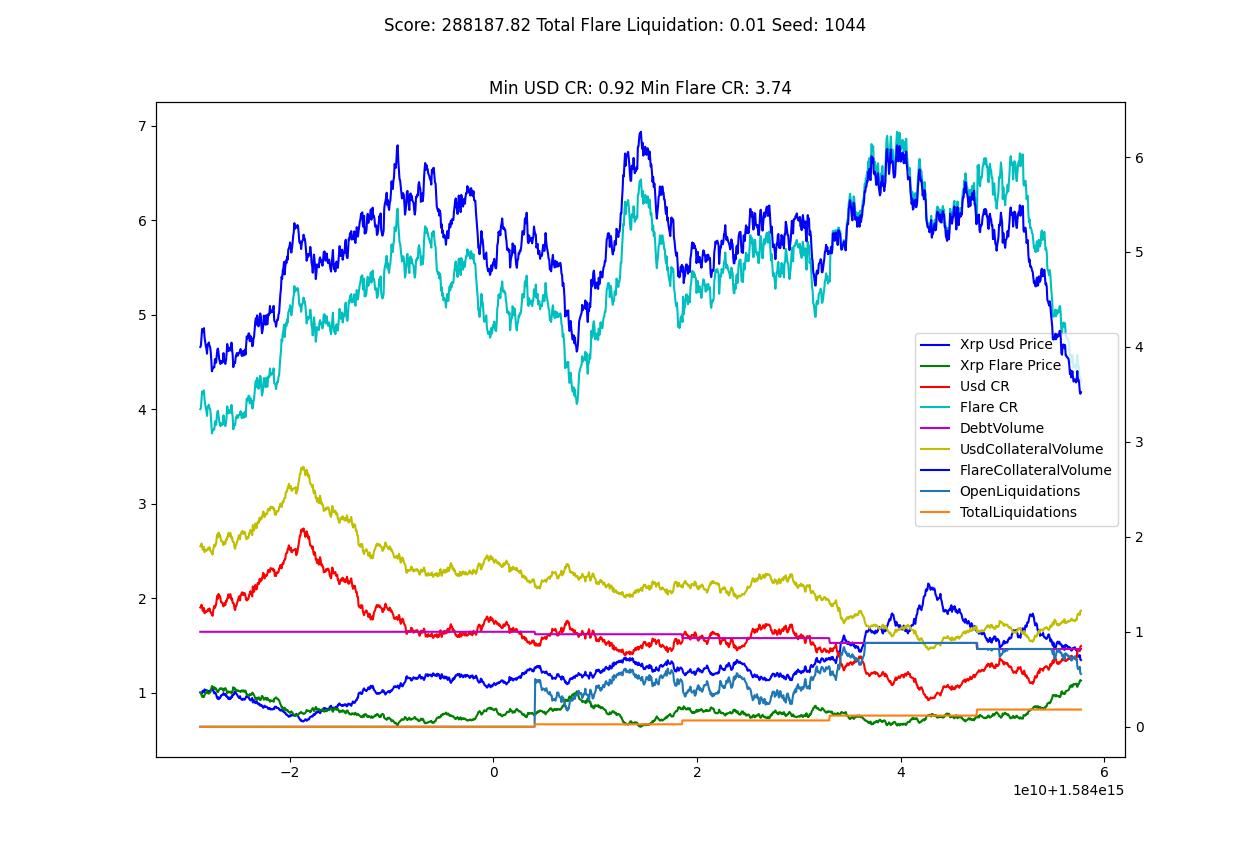 Score: 288187.82 Total Flare Liquidation: 0.01 Seed: 1044
Min USD CR: 0.92 Min Flare CR: 3.74
7
6
5
4
3
2
1
6
5
4
3
2
1
0
Xrp Usd Price
Xrp Flare Price
Usd CR
Flare CR
DebtVolume
UsdCollateralVolume
FlareCollateralVolume
OpenLiquidations
TotalLiquidations
−2 0 2 4 6
1e10+1.584e15